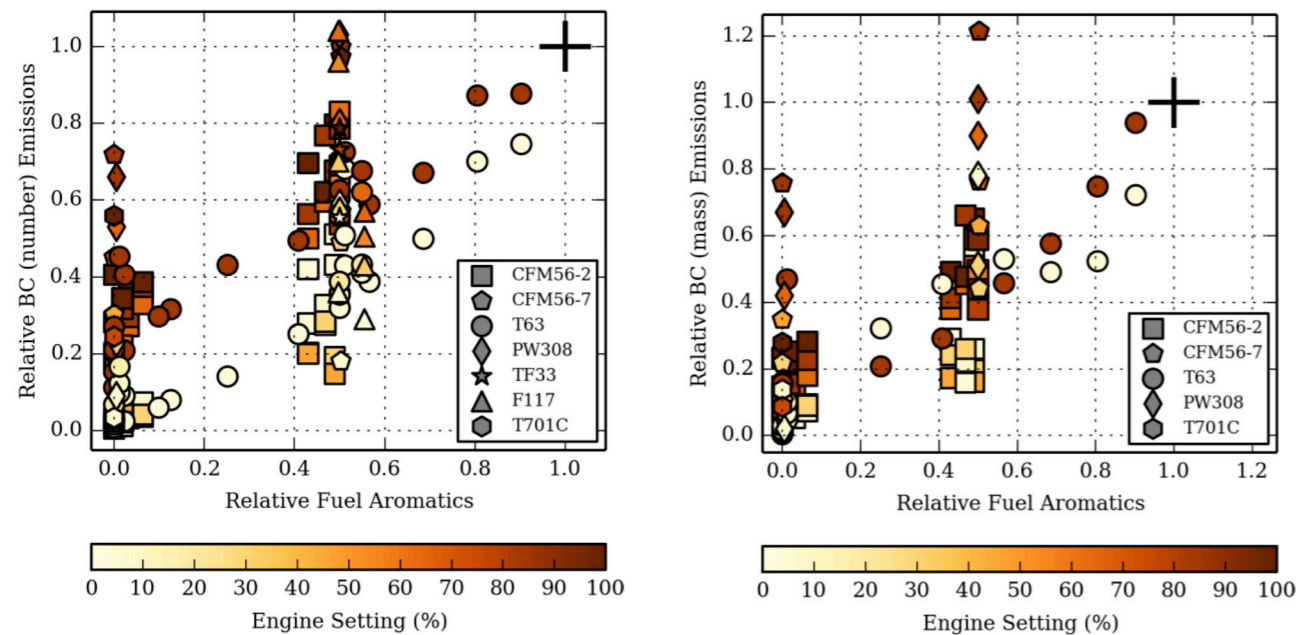 Relative BC (number) Emissions
1.0
0.8
0.6
0.4
0.2
0.0
0.0 0.2 0.4 0.6 0.8 1.0
Relative Fuel Aromatics
CFM56-2
CFM56-7
T63
PW308
TF33
F117
T701C
0 10 20 30 40 50 60 70 80 90 100
Engine Setting (%)
Relative BC (mass) Emissions
1.2
1.0
0.8
0.6
0.4
0.2
0.0
0.0 0.2 0.4 0.6 0.8 1.0 1.2
Relative Fuel Aromatics
CFM56-2
CFM56-7
T63
PW308
T701C
0 10 20 30 40 50 60 70 80 90 100
Engine Setting (%)